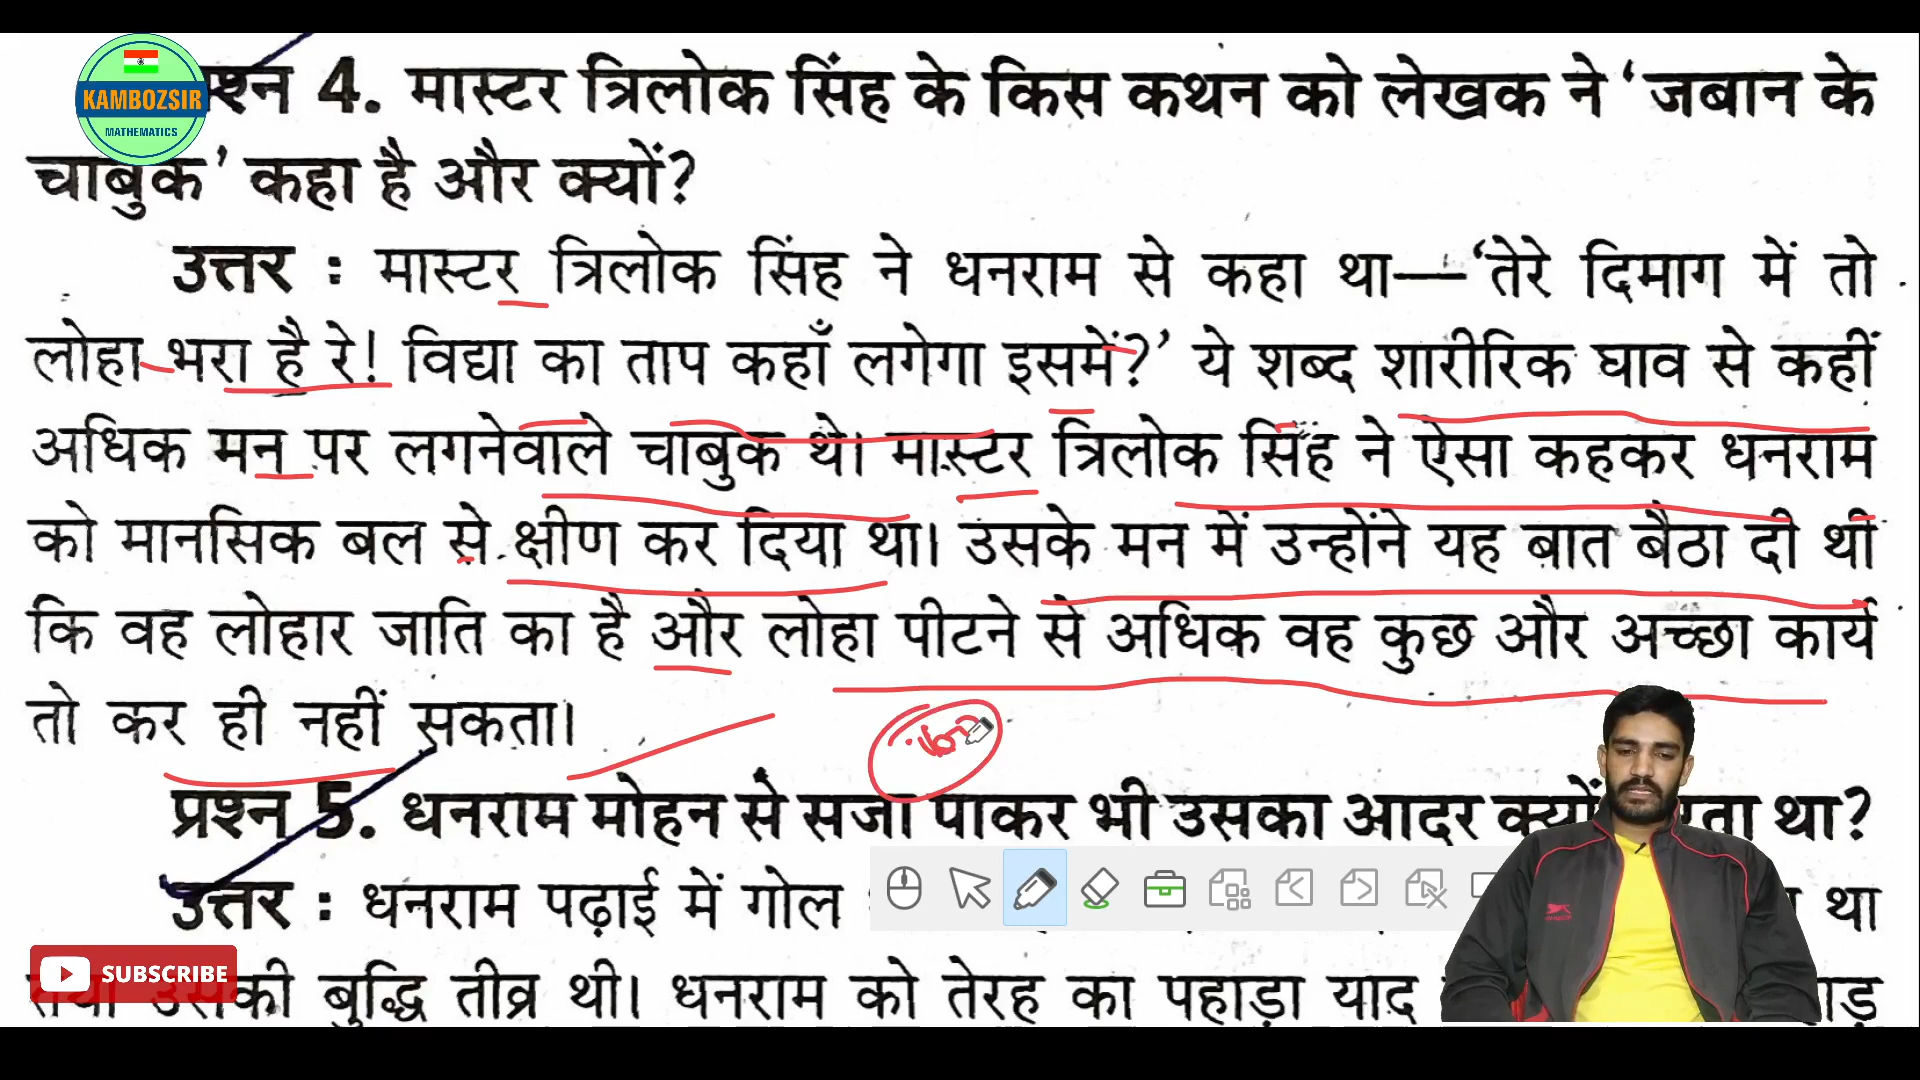 KAMBOZSIR
MATHEMATICS
प्रश्न 4. मास्टर त्रिलोक सिंह के किस कथन को लेखक ने ‘जबान के
चाबुक’ कहा है और क्यों?
उत्तर : मास्टर त्रिलोक सिंह ने धनराम से कहा था—‘तेरे दिमाग में तो
लोहा भरा है रे! विद्या का ताप कहाँ लगेगा इसमें?’ ये शब्द शारीरिक घाव से कहीं
अधिक मन पर लगनेवाले चाबुक थे। मास्टर त्रिलोक सिंह ने ऐसा कहकर धनराम
को मानसिक बल से क्षीण कर दिया था। उसके मन में उन्होंने यह बात बैठा दी थी
कि वह लोहार जाति का है और लोहा पीटने से अधिक वह कुछ और अच्छा कार्य
तो कर ही नहीं सकता।
प्रश्न 5. धनराम मोहन से सजा पाकर भी उसका आदर क्यों था?
उत्तर : धनराम पढ़ाई में गोल था
उसकी बुद्धि तीव्र थी। धनराम को तेरह का पहाड़ा याद
SUBSCRIBE